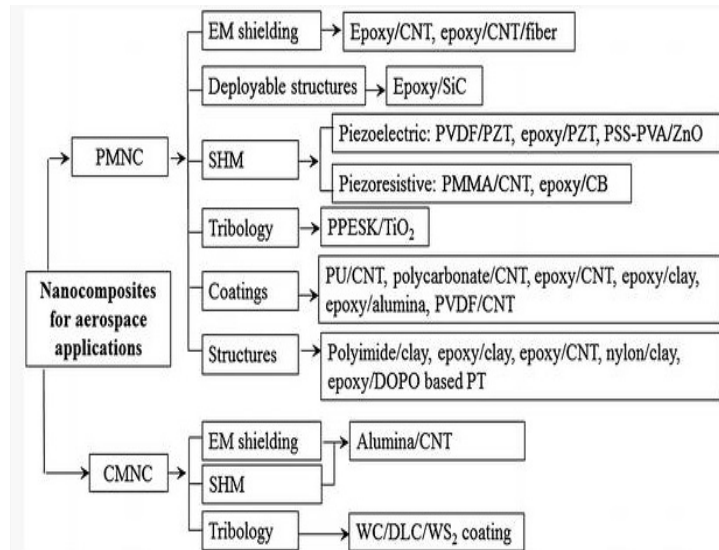 EM shielding
Epoxy/CNT, epoxy/CNT/fiber
Deployable structures
Epoxy/SiC
PMNC
SHM
Piezoelectric: PVDF/PZT, epoxy/PZT, PSS-PVA/ZnO
Piezoresistive: PMMA/CNT, epoxy/CB
Tribology
PPESK/TiO₂
Coatings
PU/CNT, polycarbonate/CNT, epoxy/CNT, epoxy/clay,
epoxy/alumina, PVDF/CNT
Nanocomposites
for aerospace
applications
Structures
Polyimide/clay, epoxy/clay, epoxy/CNT, nylon/clay,
epoxy/DOPO based PT
CMNC
EM shielding
Alumina/CNT
SHM
Tribology
WC/DLC/WS₂ coating